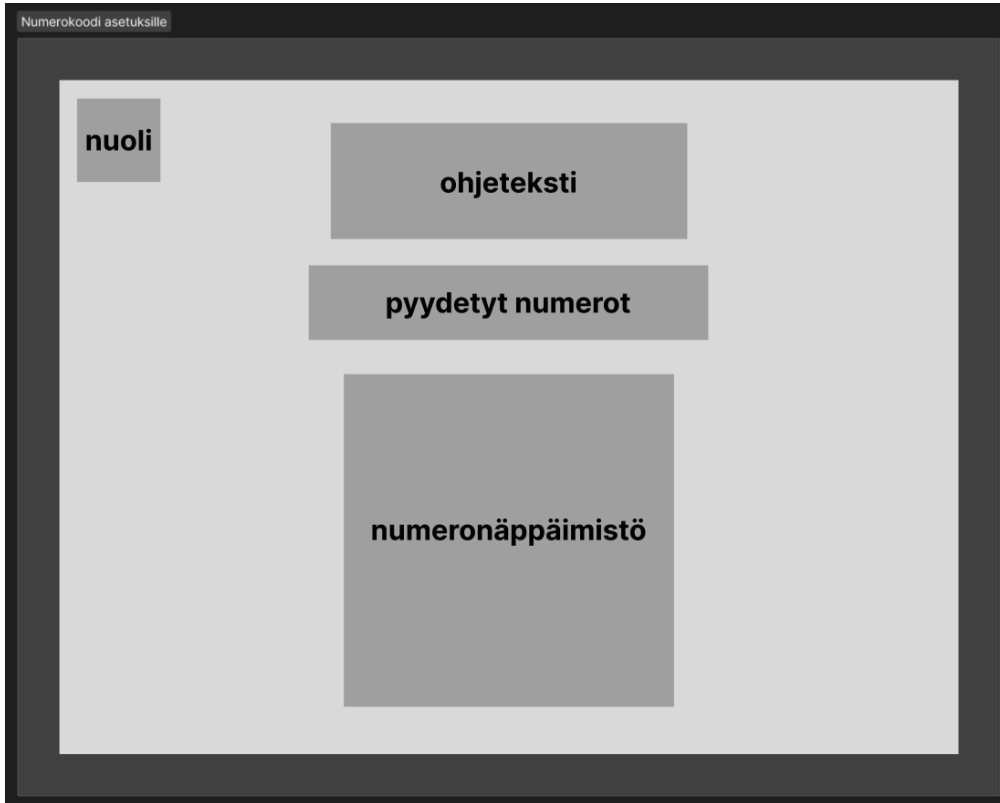 Numerokoodi asetuksille
nuoli
ohjeteksti
pyydetyt numerot
numeronäppäimistö